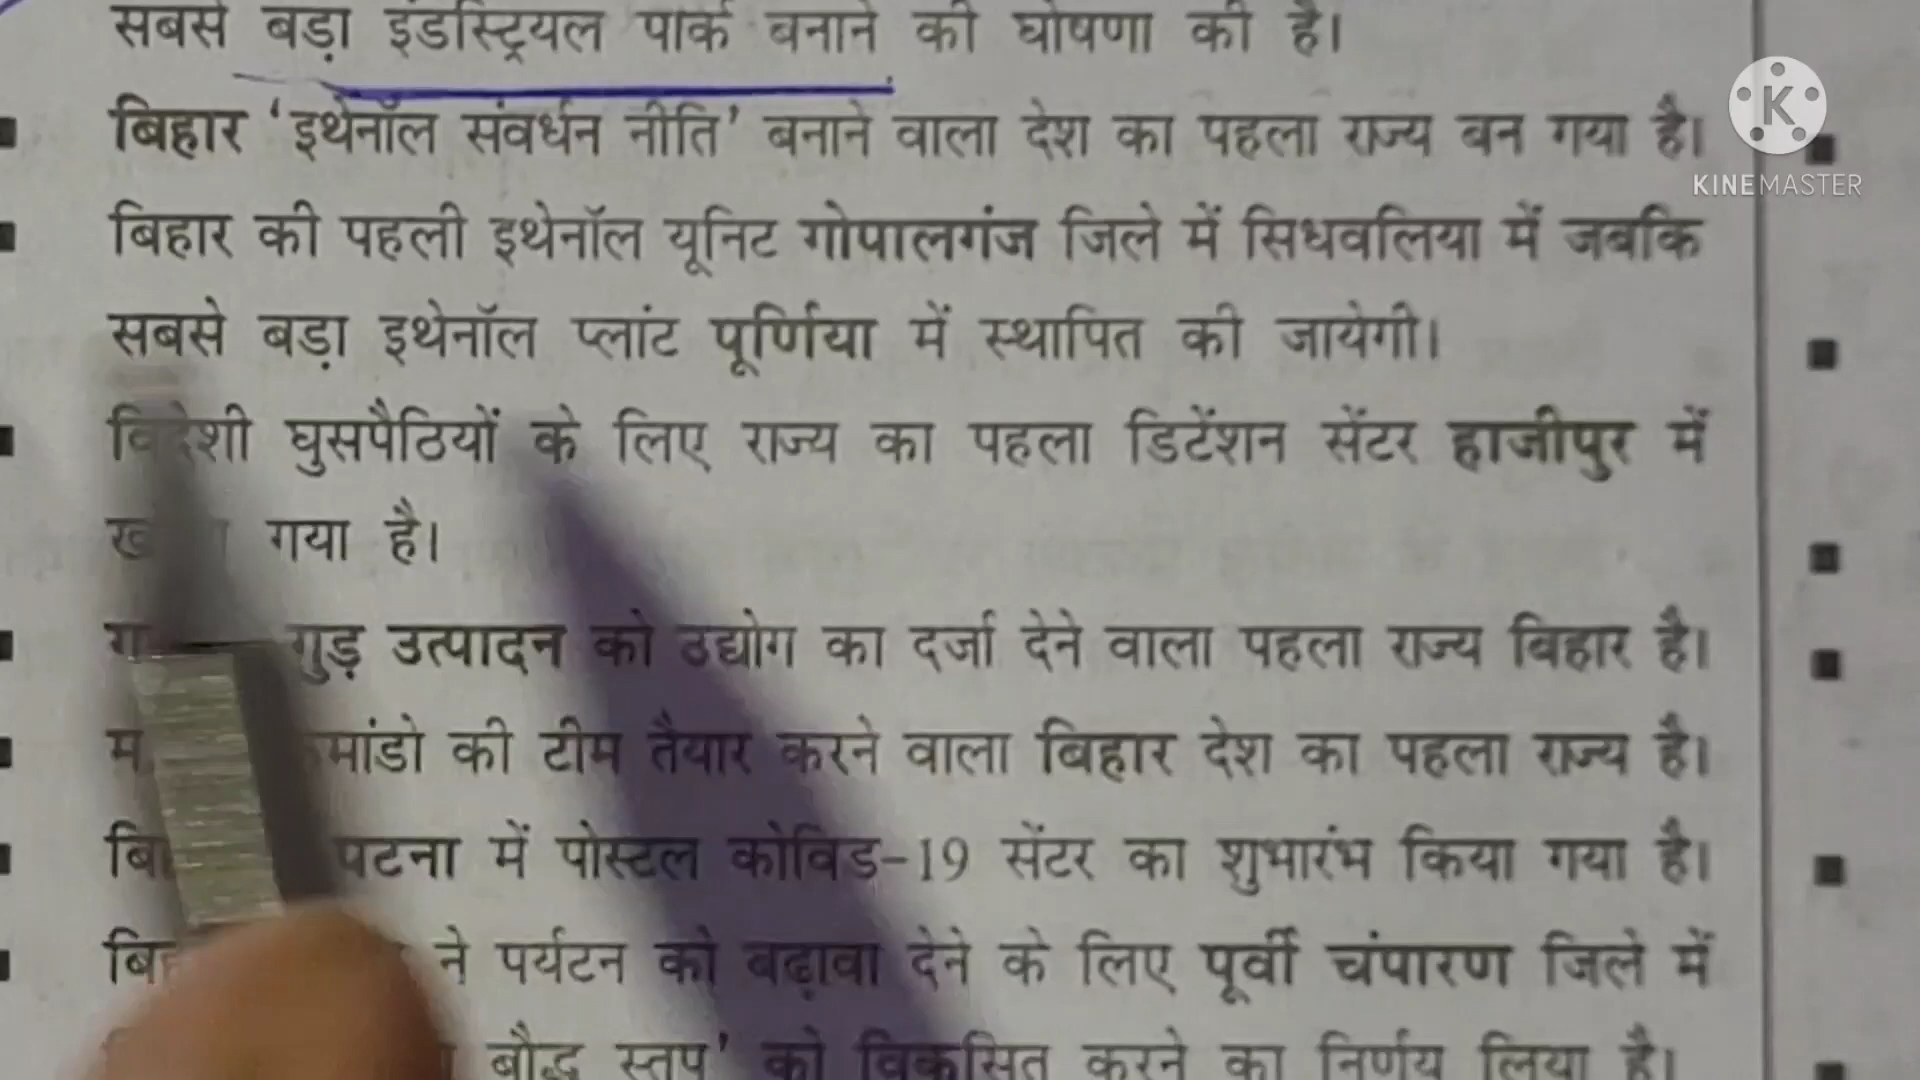 सबसे बड़ा इंडस्ट्रियल पार्क बनाने की घोषणा की है।
बिहार 'इथेनॉल संवर्धन नीति' बनाने वाला देश का पहला राज्य बन गया है।
बिहार की पहली इथेनॉल यूनिट गोपालगंज जिले में सिधवलिया में जबकि
सबसे बड़ा इथेनॉल प्लांट पूर्णिया में स्थापित की जायेगी।
विदेशी घुसपैठियों के लिए राज्य का पहला डिटेंशन सेंटर हाजीपुर में
गया है।
गुड़ उत्पादन को उद्योग का दर्जा देने वाला पहला राज्य बिहार है।
की टीम तैयार करने वाला बिहार देश का पहला राज्य है।
पटना में पोस्टल कोविड-19 सेंटर का शुभारंभ किया गया है।
ने पर्यटन को बढ़ावा देने के लिए पूर्वी चंपारण जिले में
बौद्ध स्तूप' को विकसित करने का निर्णय लिया है।
KINEMASTER